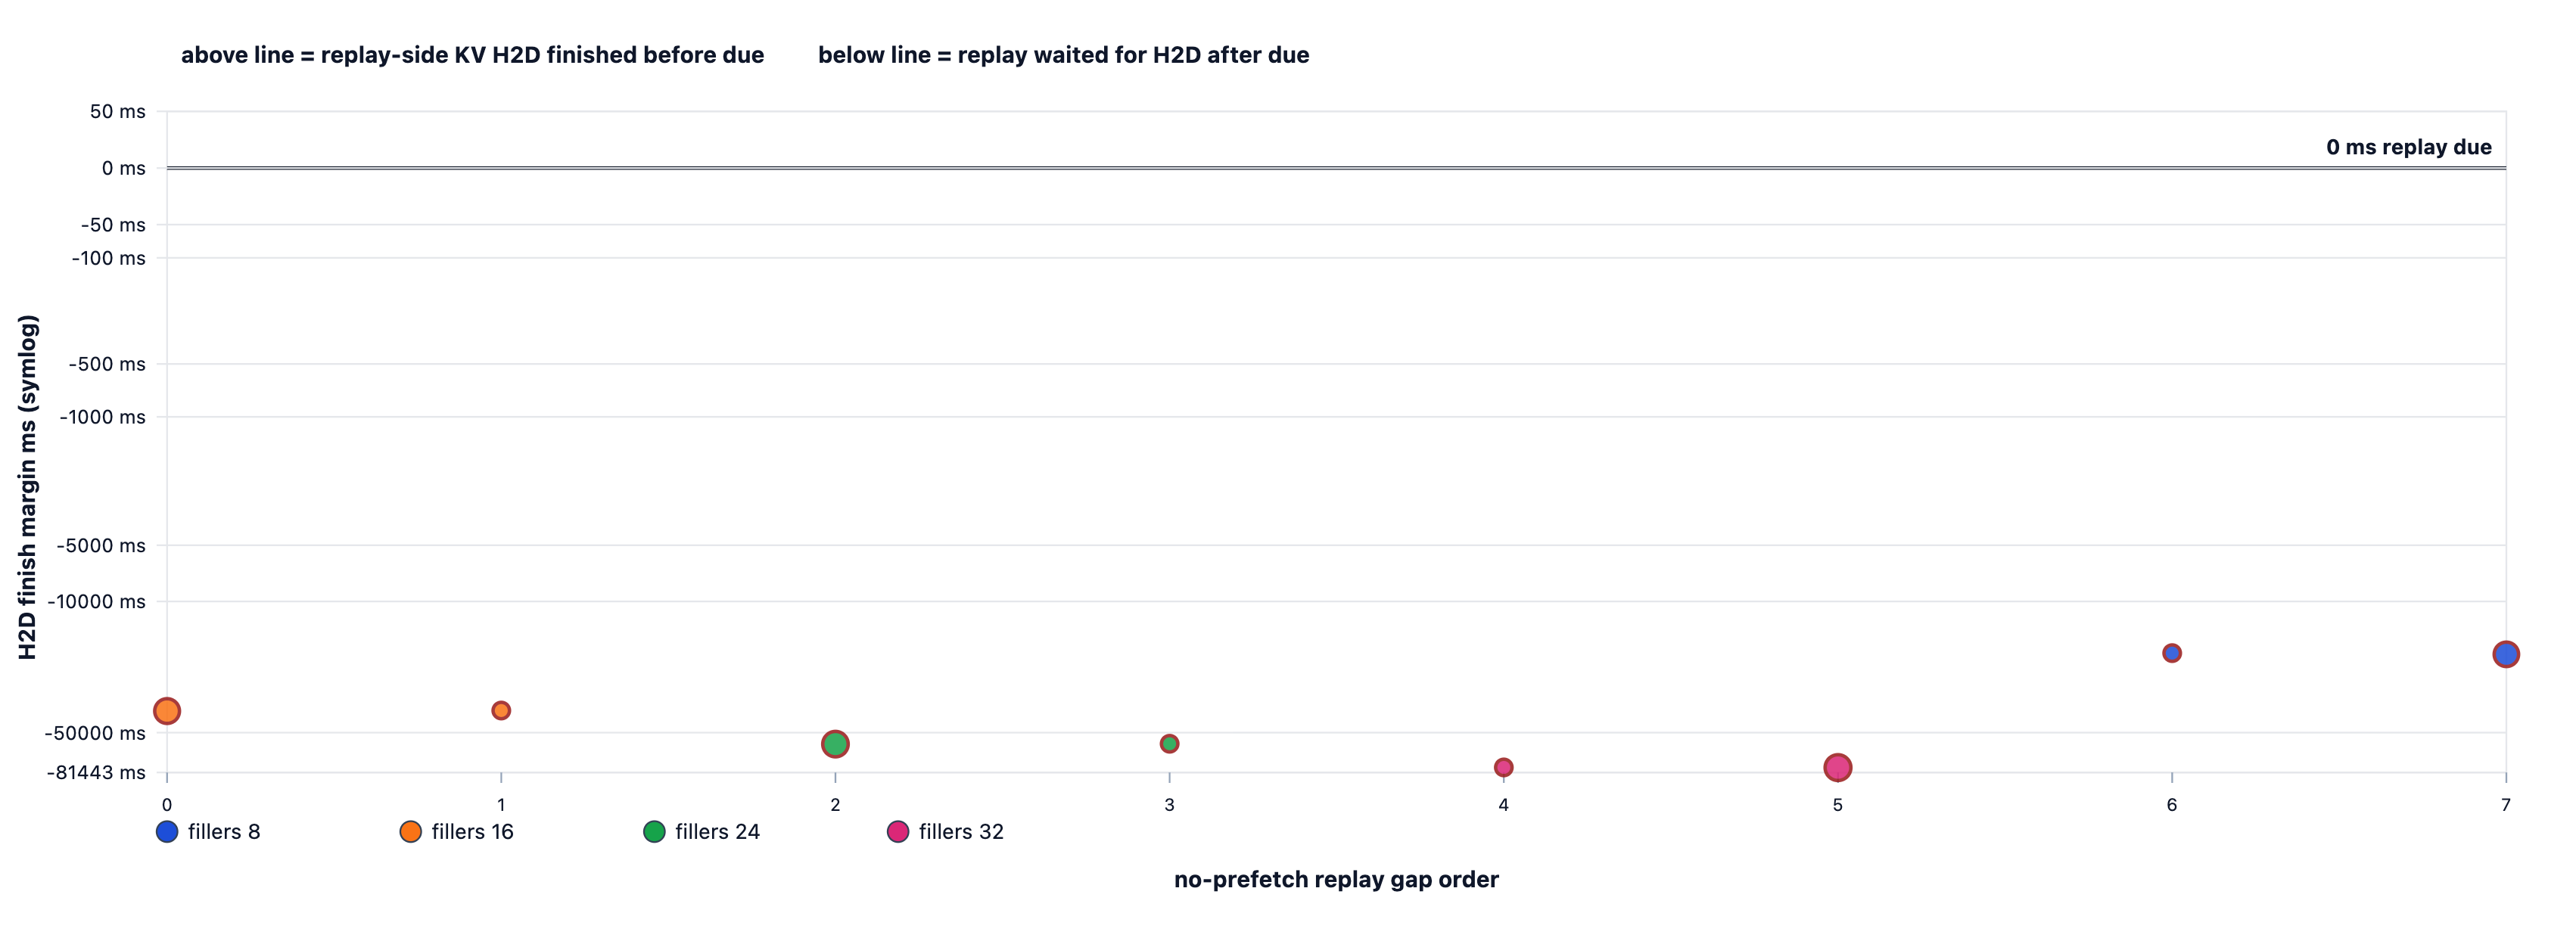 above line = replay-side KV H2D finished before due below line = replay waited for H2D after due
50 ms
0 ms replay due
0 ms
-50 ms
-100 ms
-500 ms
-1000 ms
-5000 ms
-10000 ms
-50000 ms
-81443 ms
H2D finish margin ms (symlog)
0 1 2 3 4 5 6 7
fillers 8 fillers 16 fillers 24 fillers 32
no-prefetch replay gap order